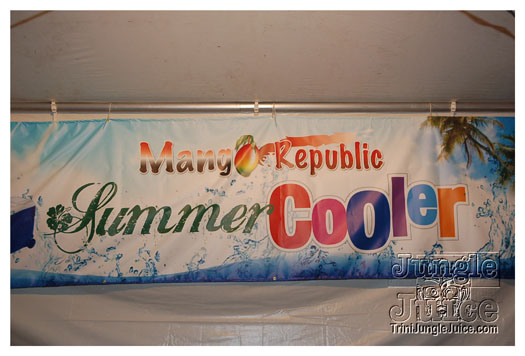 Mango Republic
Summer Cooler
Jungle
Juice
TriniJungleJuice.com